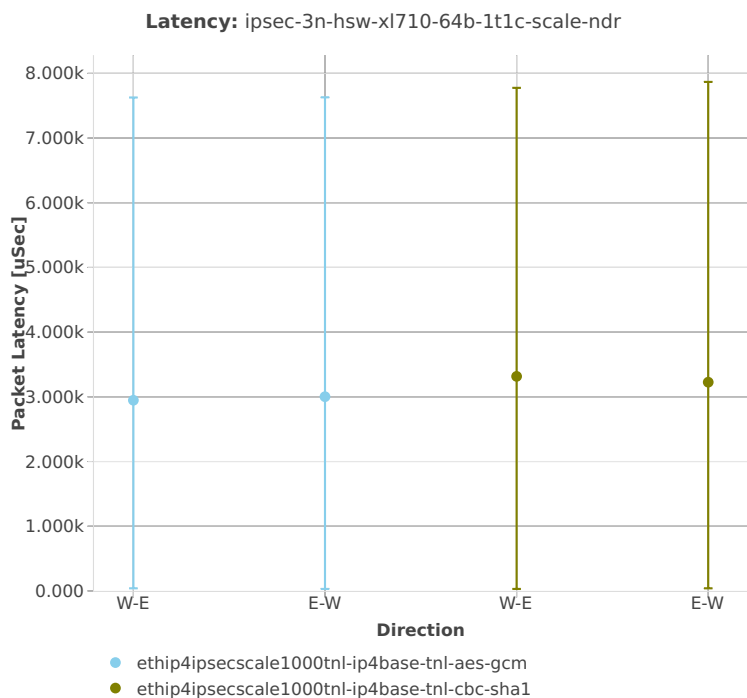 Latency: ipsec-3n-hsw-xl710-64b-1t1c-scale-ndr
Packet Latency [uSec]
8.000k
7.000k
6.000k
5.000k
4.000k
3.000k
2.000k
1.000k
0.000
W-E E-W W-E E-W
Direction
ethip4ipsecscale1000tnl-ip4base-tnl-aes-gcm
ethip4ipsecscale1000tnl-ip4base-tnl-cbc-sha1